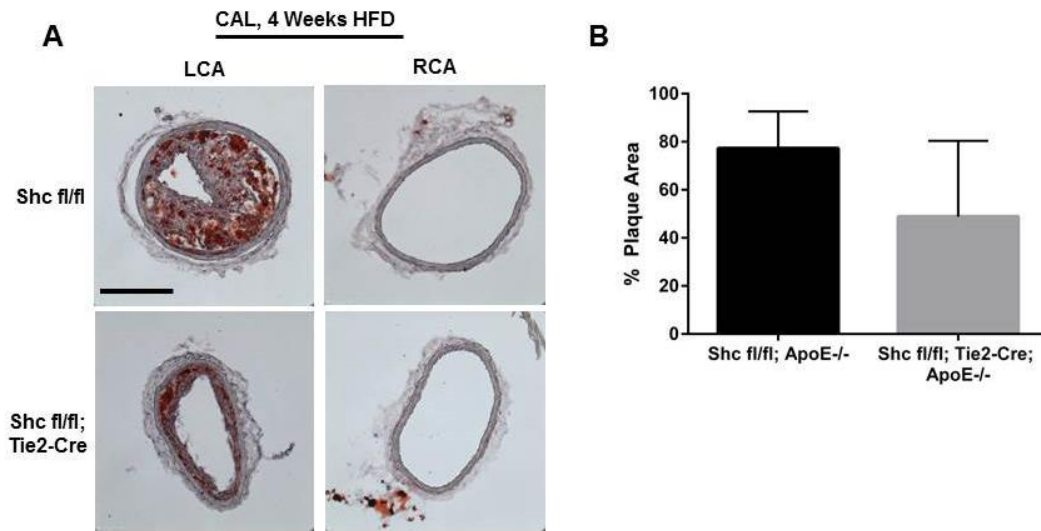 CAL, 4 Weeks HFD
A
LCA
RCA
Shc fl/fl
Shc fl/fl;
Tie2-Cre
B
% Plaque Area
100
80
60
40
20
0
Shc fl/fl; ApoE-/-
Shc fl/fl; Tie2-Cre;
ApoE-/-